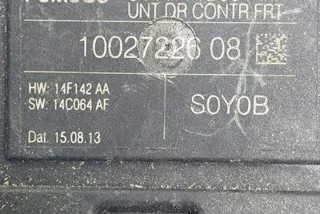 UNT DR CONTR FRT
10027226 08
HW: 14F142 AA
SW: 14C064 AF
S0Y0B
Dat. 15.08.13